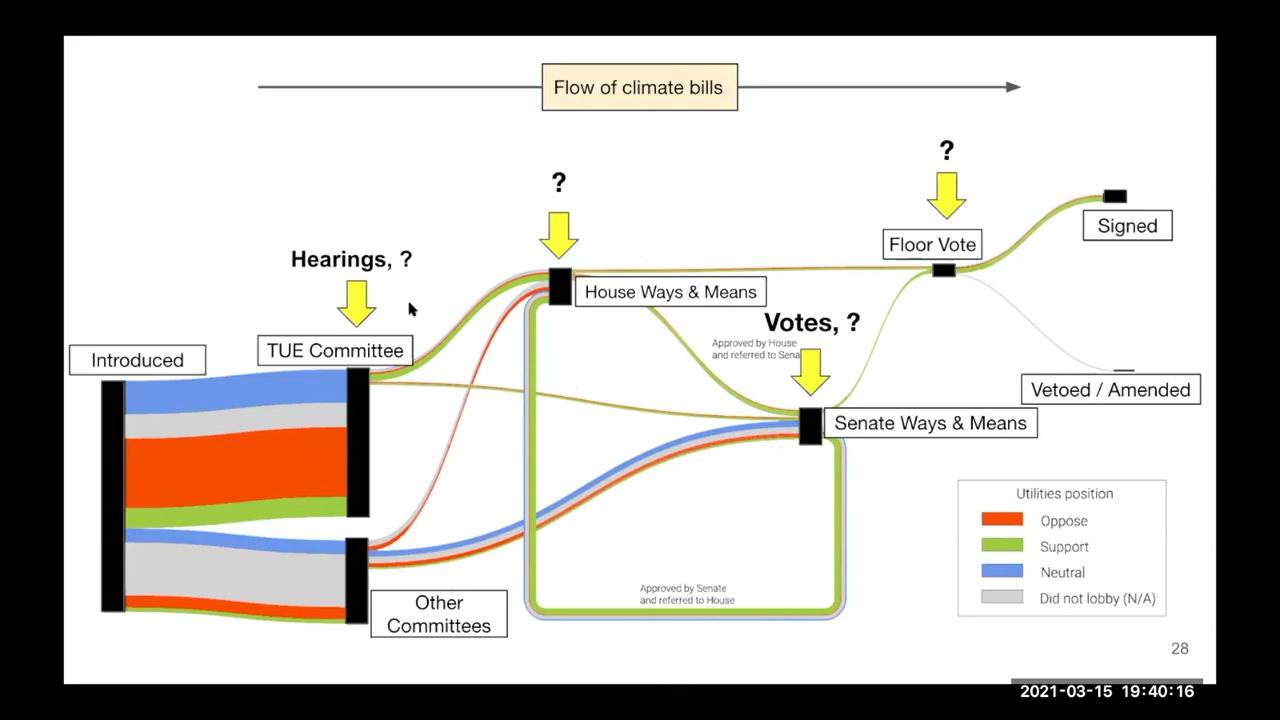 Flow of climate bills
?
?
Hearings, ?
Floor Vote
Signed
House Ways & Means
Votes, ?
TUE Committee
Introduced
Approved by House
and referred to Sena
Vetoed / Amended
Senate Ways & Means
Utilities position
Oppose
Support
Neutral
Did not lobby (N/A)
Approved by Senate
and referred to House
Other
Committees
28
2021-03-15 19:40:16